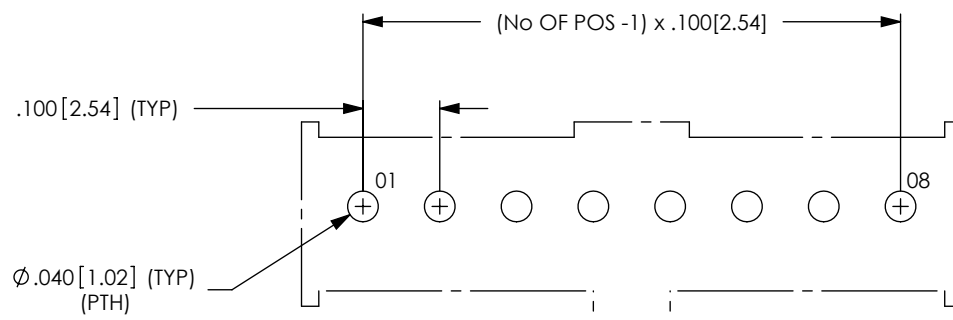 (No OF POS -1) x .100[2.54]
.100[2.54] (TYP)
01
08
Ø.040[1.02] (TYP)
(PTH)